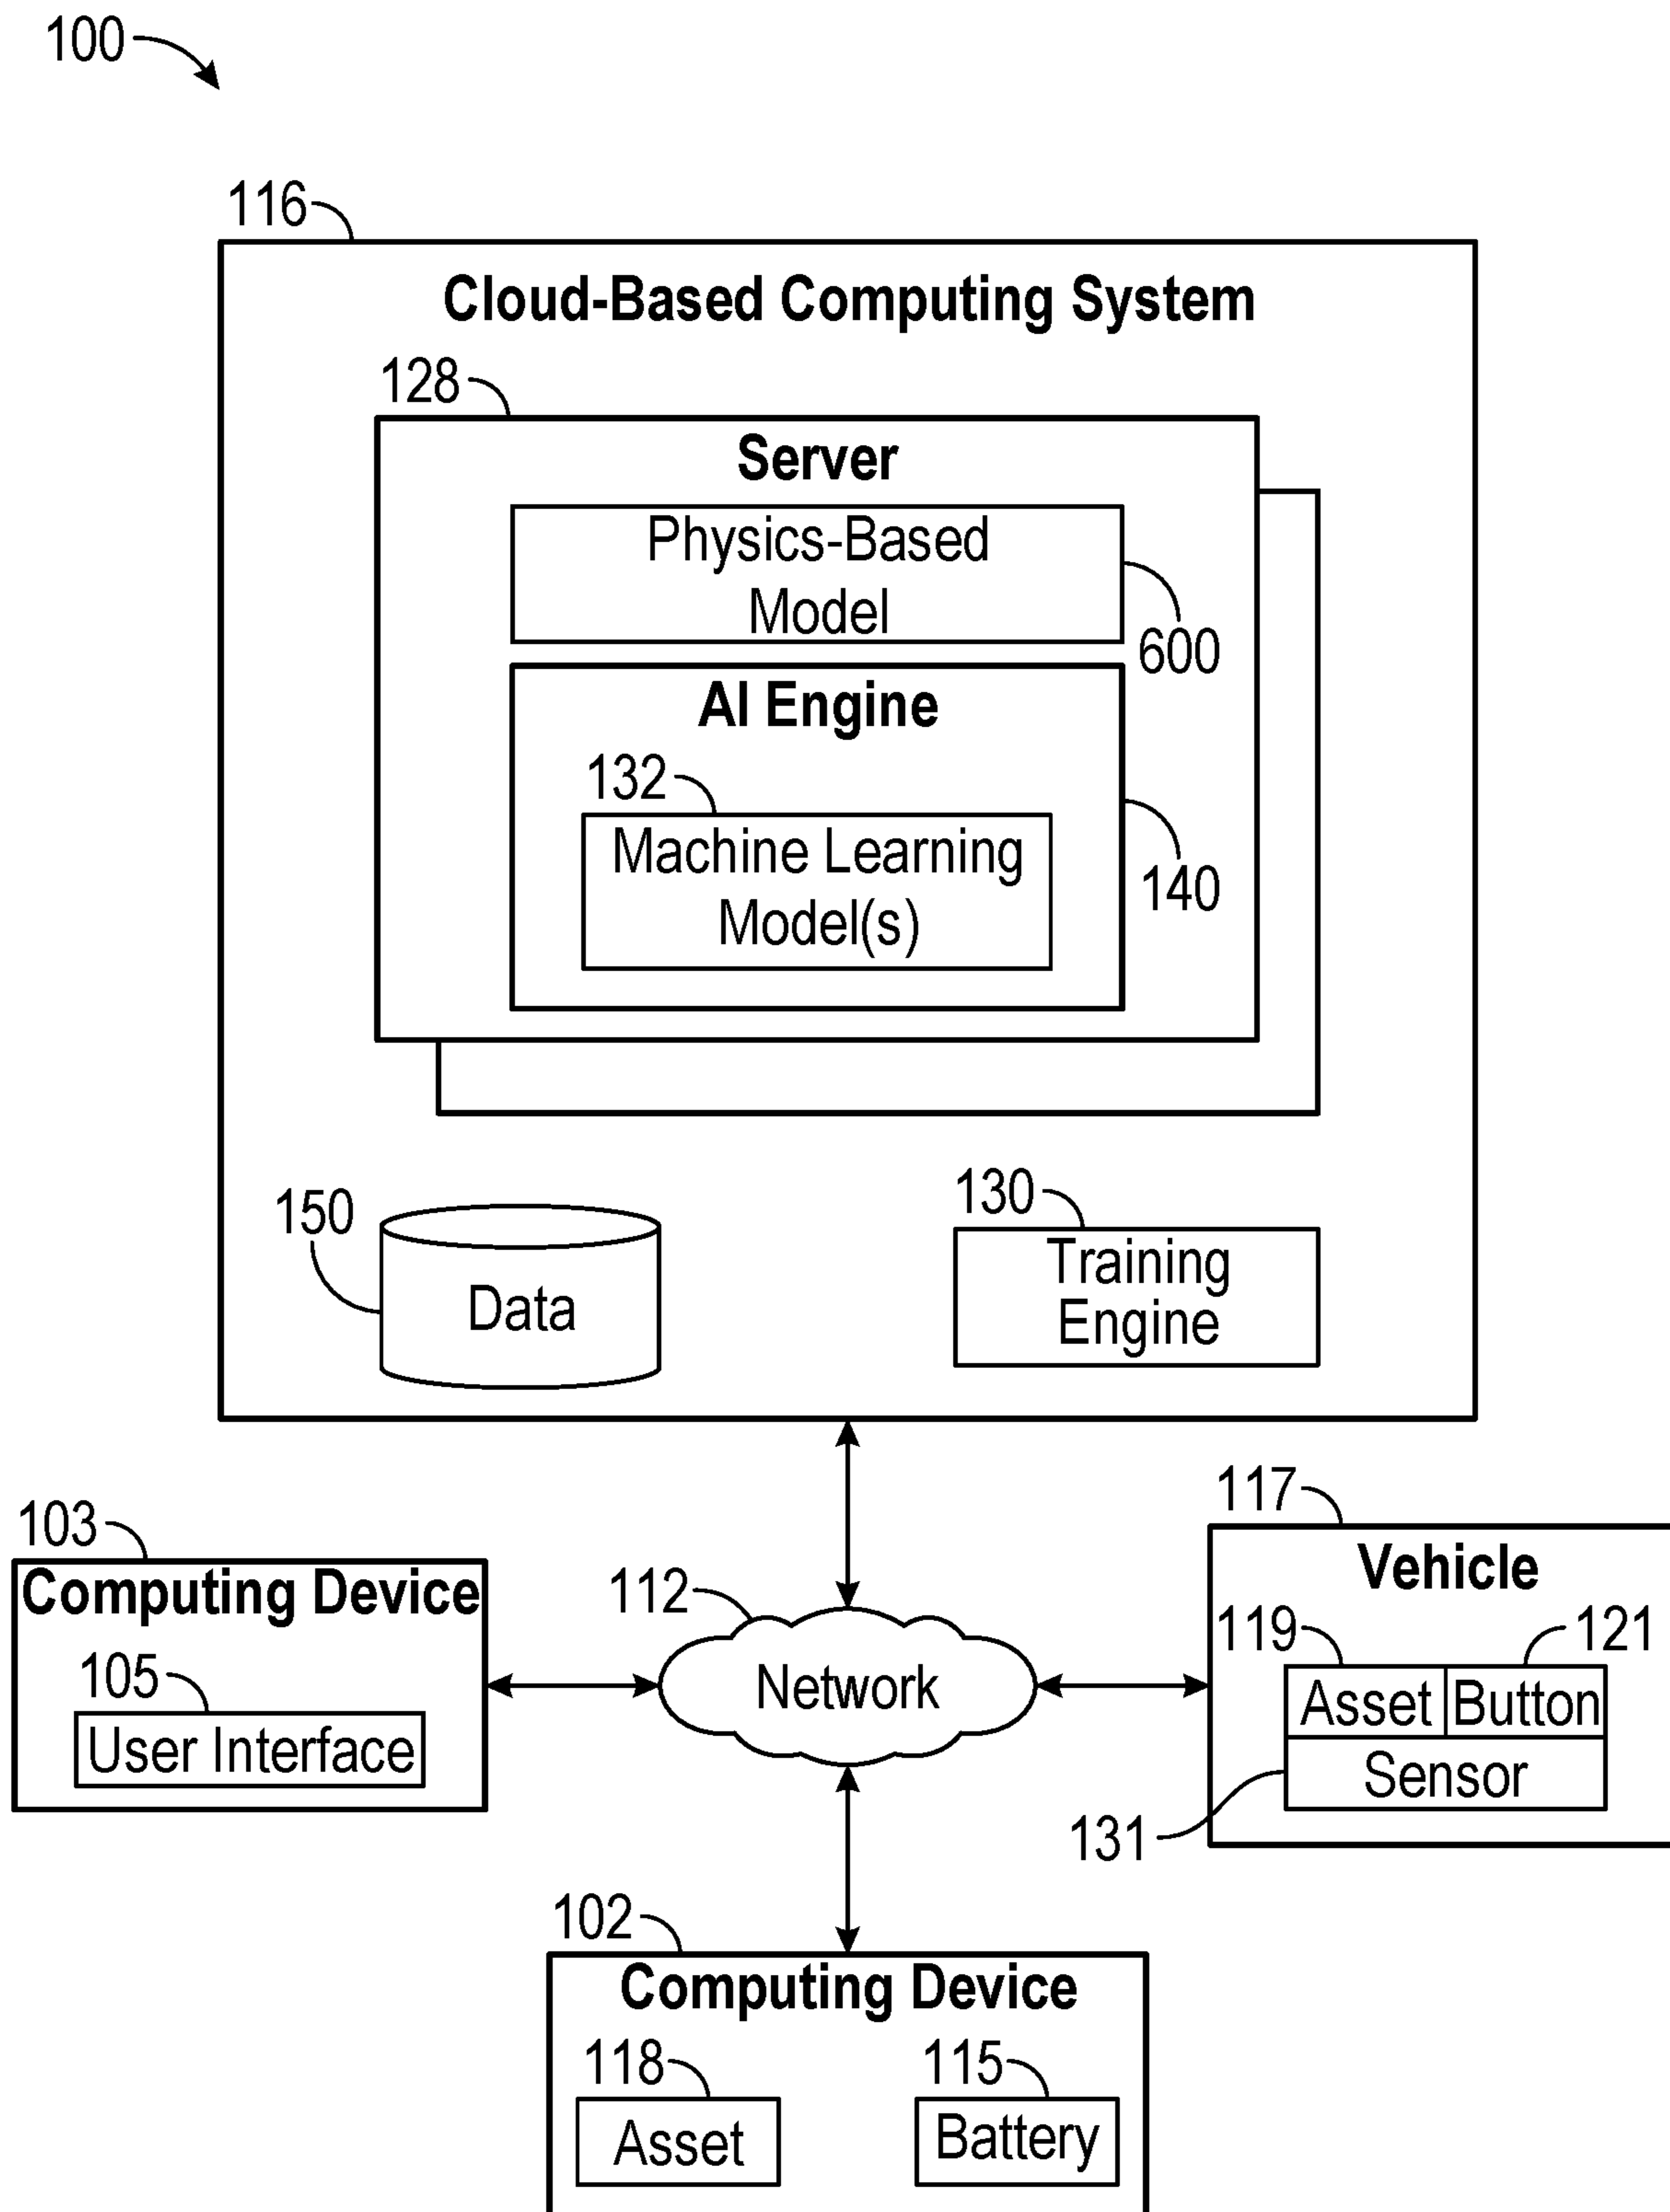 100
116
Cloud-Based Computing System
128
Server
Physics-Based
Model
600
AI Engine
132
Machine Learning
Model(s)
140
150
Data
130
Training
Engine
103
Computing Device
105
User Interface
112
Network
117
Vehicle
119
121
Asset
Button
Sensor
131
102
Computing Device
118
115
Asset
Battery